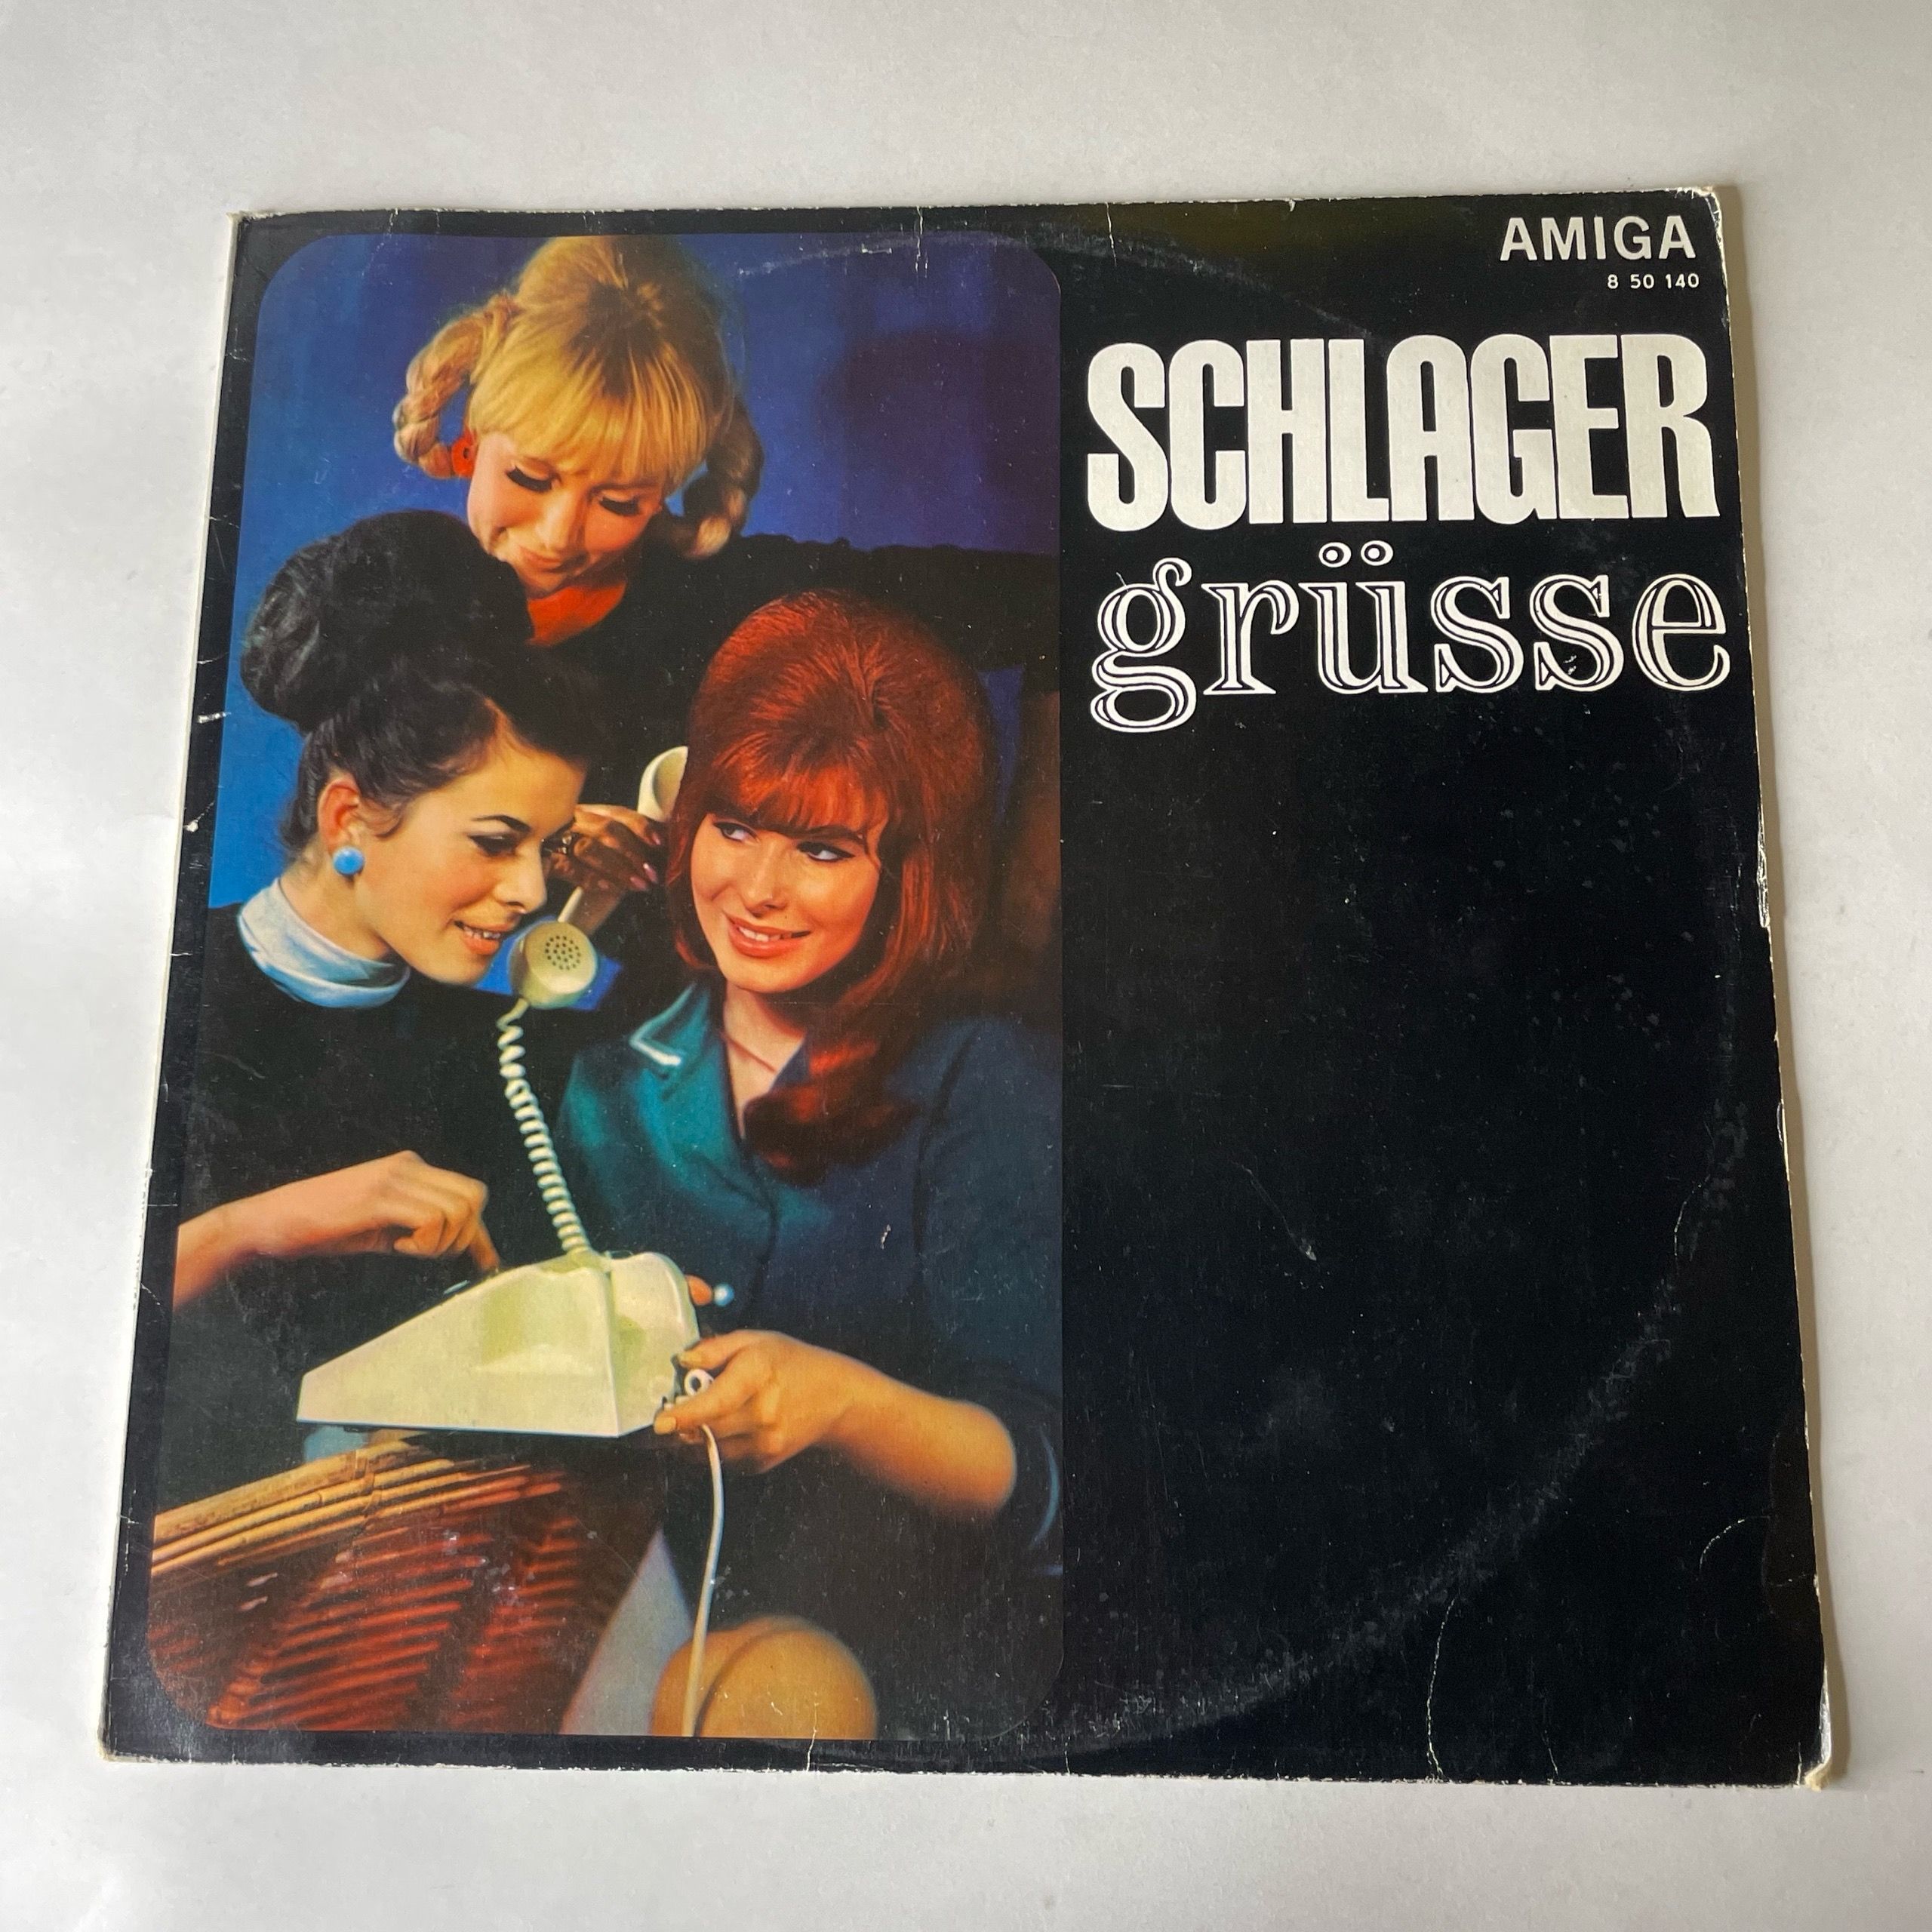 AMIGA
8 50 140
SCHLAGER
grüsse